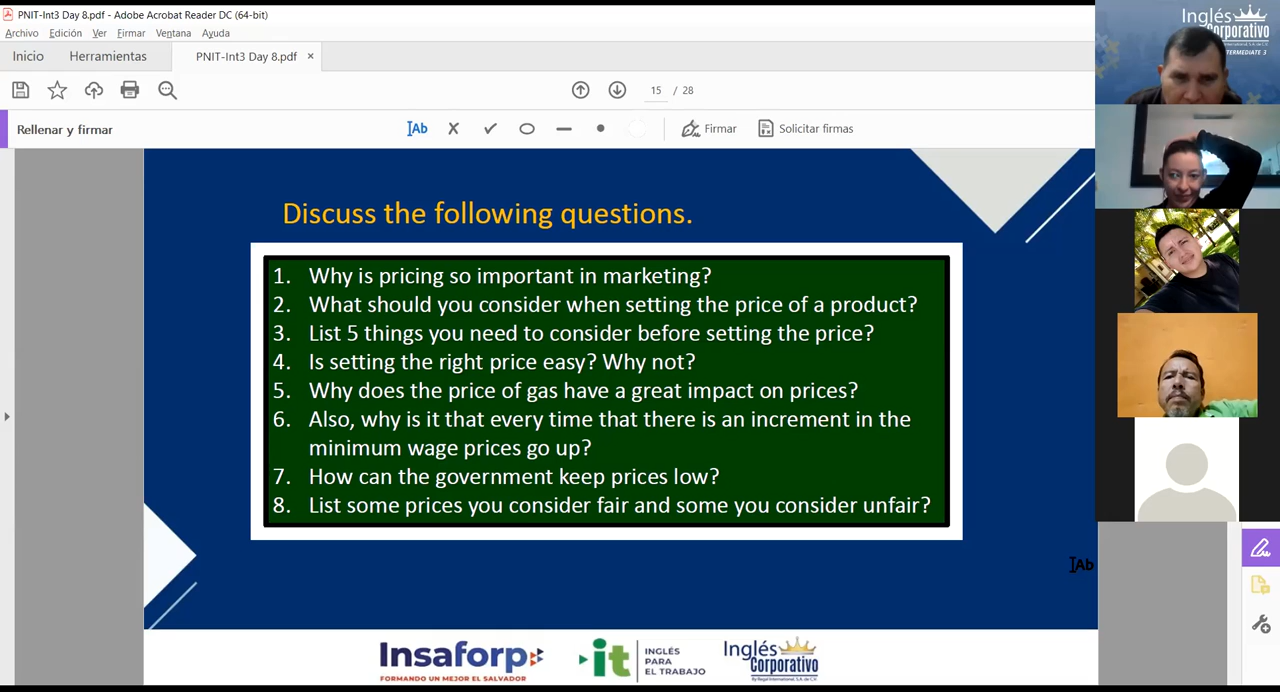 PNIT-Int3 Day 8.pdf - Adobe Acrobat Reader DC (64-bit)
Archivo Edición Ver Firmar Ventana Ayuda
Inicio Herramientas PNIT-Int3 Day 8.pdf ×
15 / 28
Rellenar y firmar
IAb Firmar Solicitar firmas
Discuss the following questions.
1. Why is pricing so important in marketing?
2. What should you consider when setting the price of a product?
3. List 5 things you need to consider before setting the price?
4. Is setting the right price easy? Why not?
5. Why does the price of gas have a great impact on prices?
6. Also, why is it that every time that there is an increment in the
minimum wage prices go up?
7. How can the government keep prices low?
8. List some prices you consider fair and some you consider unfair?
IAb
Insaforp
FORMANDO UN MEJOR EL SALVADOR
it INGLÉS
PARA
EL TRABAJO
Inglés
Corporativo
By Regal International, S.A. de C.V.
Inglés
Corporativo